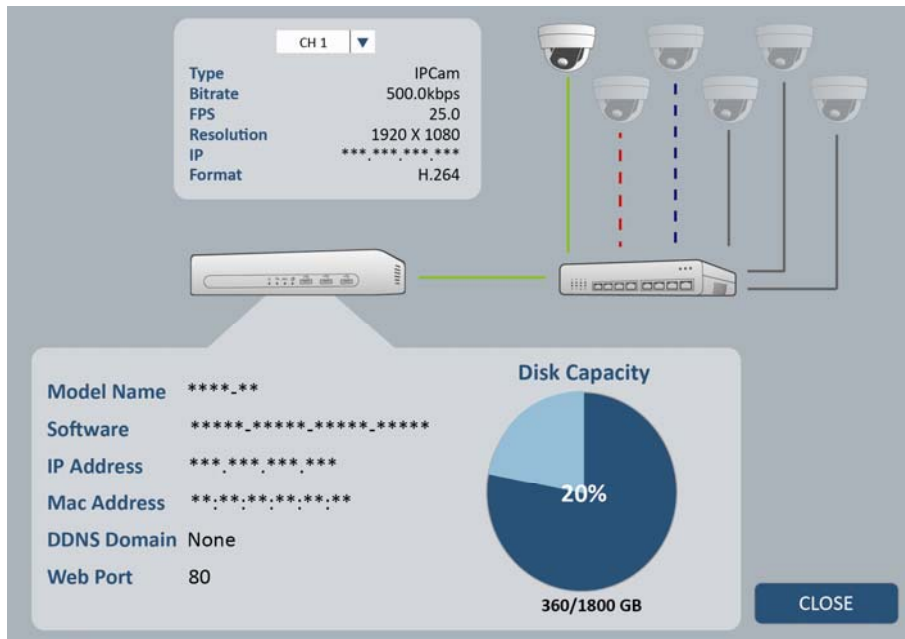 CH 1
Type IPCam
Bitrate 500.0kbps
FPS 25.0
Resolution 1920 X 1080
IP ***.***.***.***
Format H.264
Model Name ****-**
Software *****-*****-*****-*****
IP Address ***.***.***.***
Mac Address **:**:**:**:**:**
DDNS Domain None
Web Port 80
Disk Capacity
20%
360/1800 GB
CLOSE